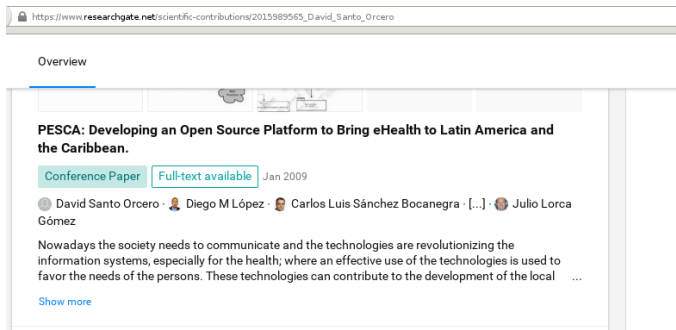 https://www.researchgate.net/scientific-contributions/2015989565_David_Santo_Orcero
Overview
PESCA: Developing an Open Source Platform to Bring eHealth to Latin America and
the Caribbean.
Conference Paper Full-text available Jan 2009
David Santo Orcero · Diego M López · Carlos Luis Sánchez Bocanegra · [...] · Julio Lorca
Gómez
Nowadays the society needs to communicate and the technologies are revolutionizing the
information systems, especially for the health; where an effective use of the technologies is used to
favor the needs of the persons. These technologies can contribute to the development of the local ...
Show more